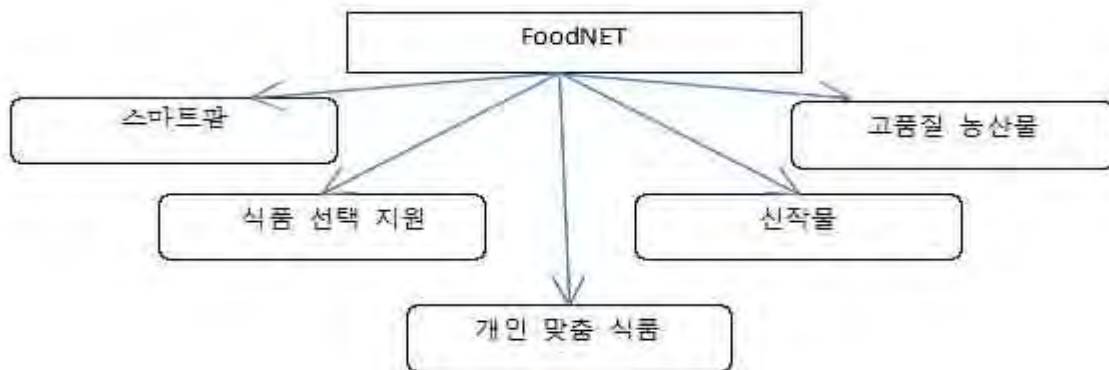 FoodNET
스마트팜
고품질 농산물
식품 선택 지원
신작물
개인 맞춤 식품